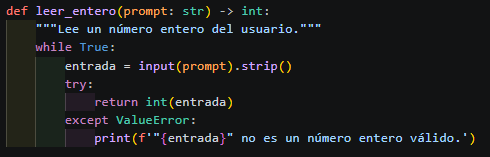 def leer_entero(prompt: str) -> int:
    """Lee un número entero del usuario."""
    while True:
        entrada = input(prompt).strip()
        try:
            return int(entrada)
        except ValueError:
            print(f'"{entrada}" no es un número entero válido.')